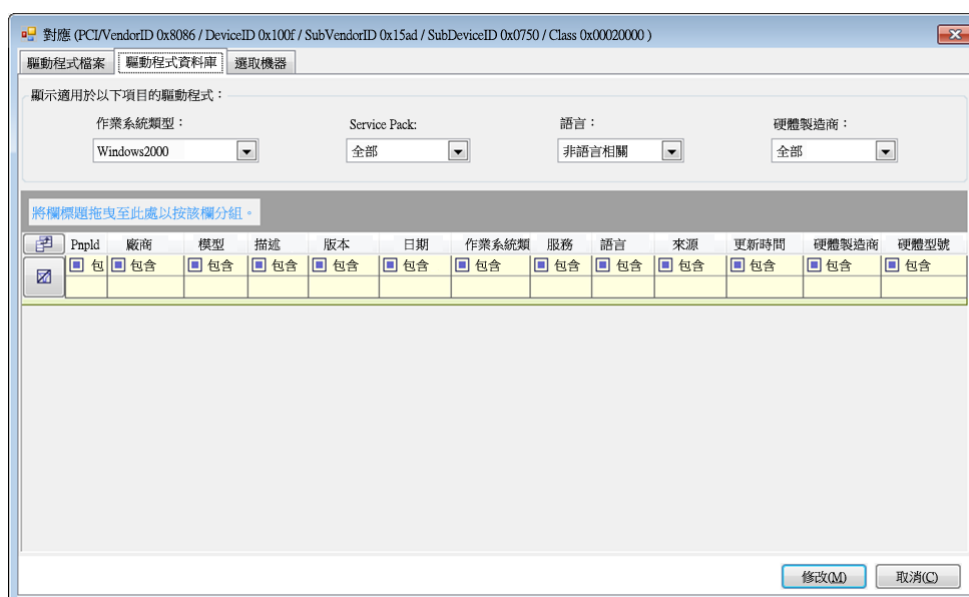 對應 (PCI/VendorID 0x8086 / DeviceID 0x100f / SubVendorID 0x15ad / SubDeviceID 0x0750 / Class 0x00020000 )
驅動程式檔案 驅動程式資料庫 選取機器
顯示適用於以下項目的驅動程式：
作業系統類型： Service Pack: 語言： 硬體製造商：
Windows2000 全部 非語言相關 全部
將欄標題拖曳至此處以按該欄分組。
PnpId 廠商 模型 描述 版本 日期 作業系統類 服務 語言 來源 更新時間 硬體製造商 硬體型號
包 包含 包含 包含 包含 包含 包含 包含 包含 包含 包含 包含 包含
修改(M) 取消(C)